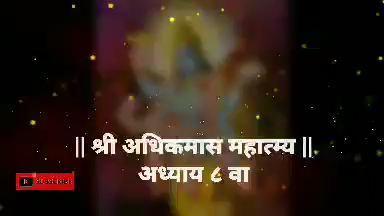 || श्री अधिकमास महात्म्य ||
अध्याय ८ वा